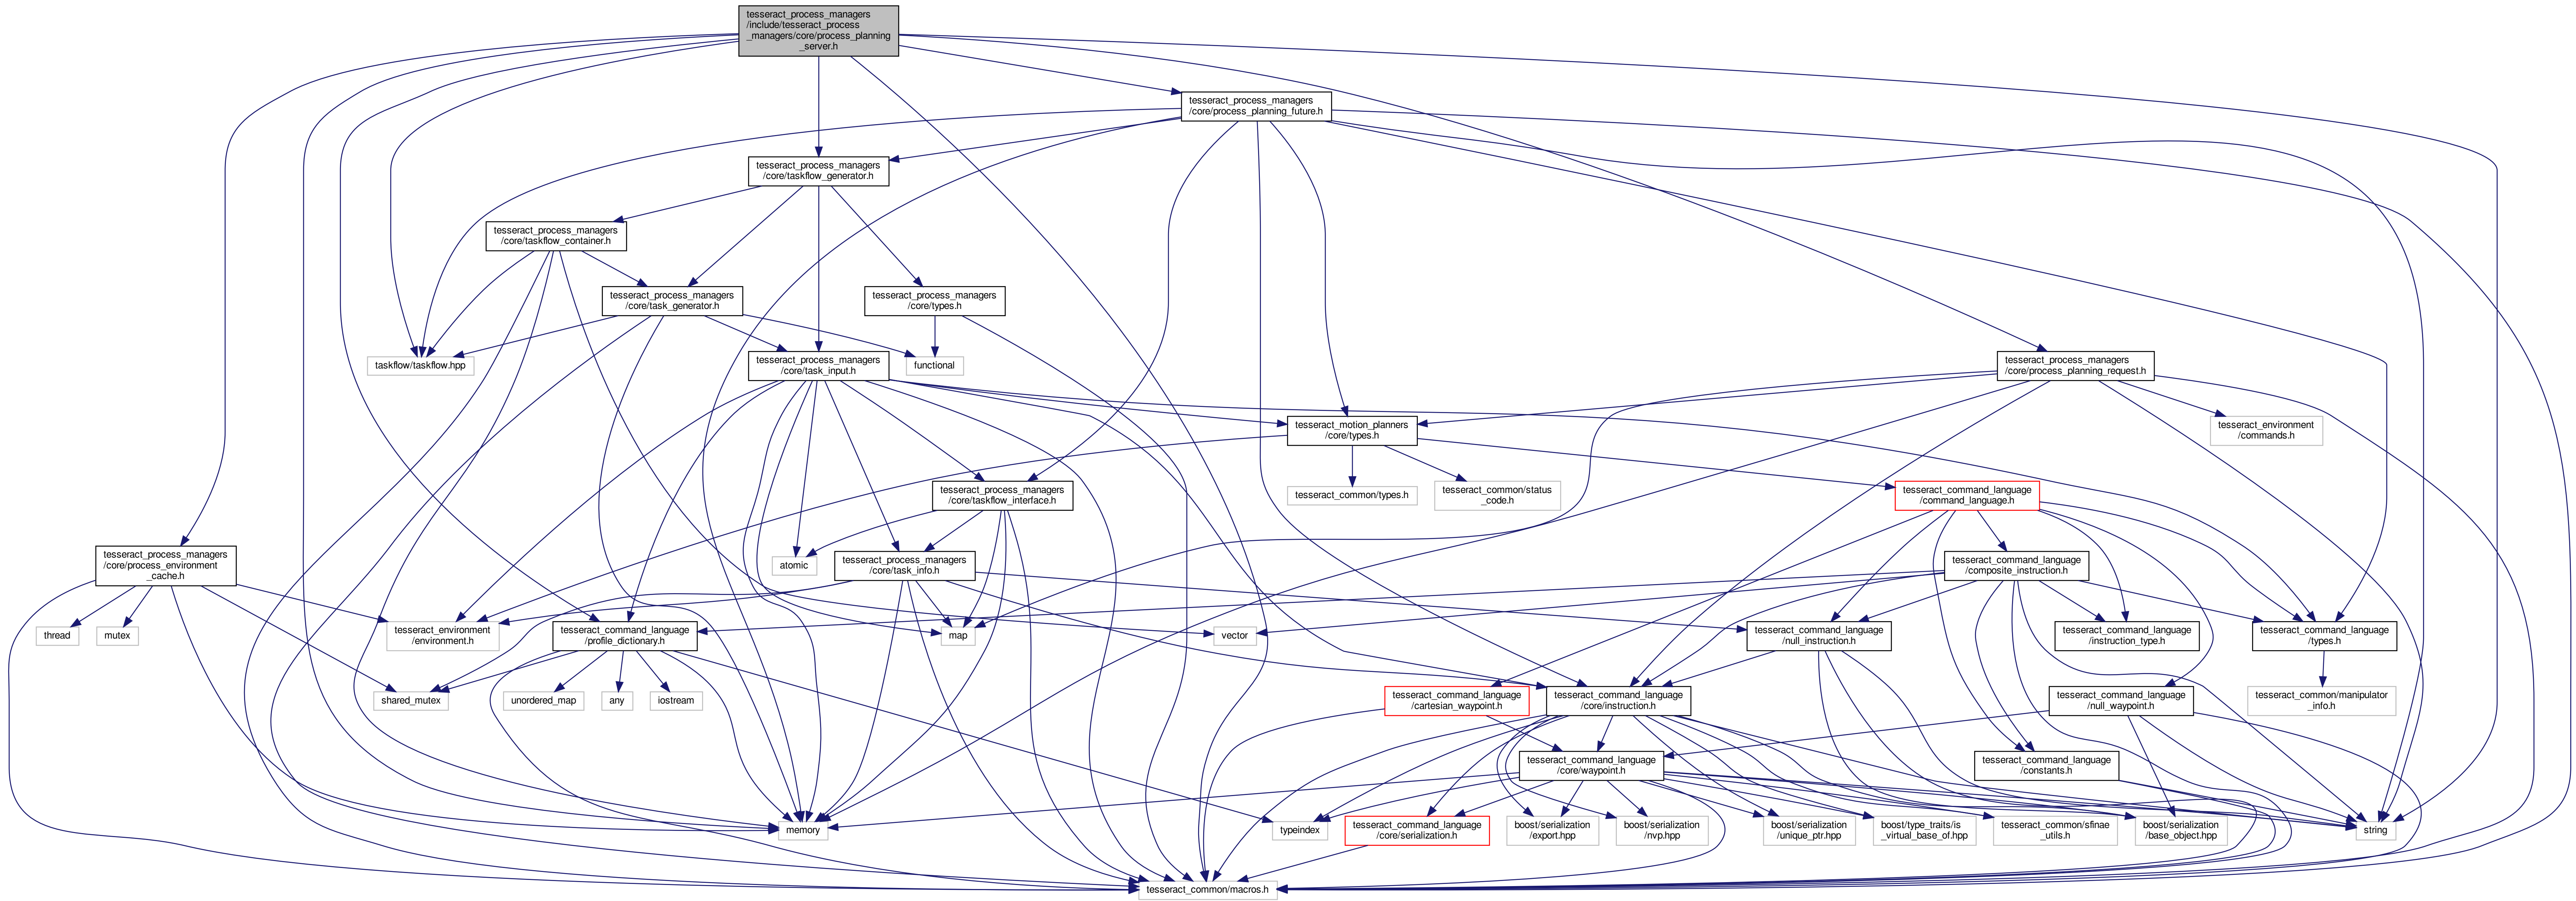 tesseract_process_managers
/include/tesseract_process
_managers/core/process_planning
_server.h
tesseract_process_managers
/core/process_planning_future.h
tesseract_process_managers
/core/taskflow_generator.h
tesseract_process_managers
/core/taskflow_container.h
tesseract_process_managers
/core/task_generator.h
tesseract_process_managers
/core/types.h
taskflow/taskflow.hpp
tesseract_process_managers
/core/task_input.h
functional
tesseract_process_managers
/core/process_planning_request.h
tesseract_motion_planners
/core/types.h
tesseract_environment
/commands.h
tesseract_process_managers
/core/taskflow_interface.h
tesseract_common/types.h
tesseract_common/status
_code.h
tesseract_command_language
/command_language.h
tesseract_process_managers
/core/process_environment
_cache.h
atomic
tesseract_process_managers
/core/task_info.h
tesseract_command_language
/composite_instruction.h
thread
mutex
tesseract_environment
/environment.h
tesseract_command_language
/profile_dictionary.h
map
vector
tesseract_command_language
/null_instruction.h
tesseract_command_language
/instruction_type.h
tesseract_command_language
/types.h
shared_mutex
unordered_map
any
iostream
tesseract_command_language
/cartesian_waypoint.h
tesseract_command_language
/core/instruction.h
tesseract_command_language
/null_waypoint.h
tesseract_common/manipulator
_info.h
tesseract_command_language
/core/waypoint.h
tesseract_command_language
/constants.h
memory
typeindex
tesseract_command_language
/core/serialization.h
boost/serialization
/export.hpp
boost/serialization
/nvp.hpp
boost/serialization
/unique_ptr.hpp
boost/type_traits/is
_virtual_base_of.hpp
tesseract_common/sfinae
_utils.h
boost/serialization
/base_object.hpp
string
tesseract_common/macros.h